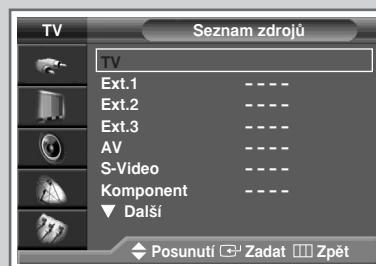 TV Seznam zdrojů
TV
Ext.1 - - - -
Ext.2 - - - -
Ext.3 - - - -
AV - - - -
S-Video - - - -
Komponent - - - -
▼ Další
Posunutí Zadat Zpět